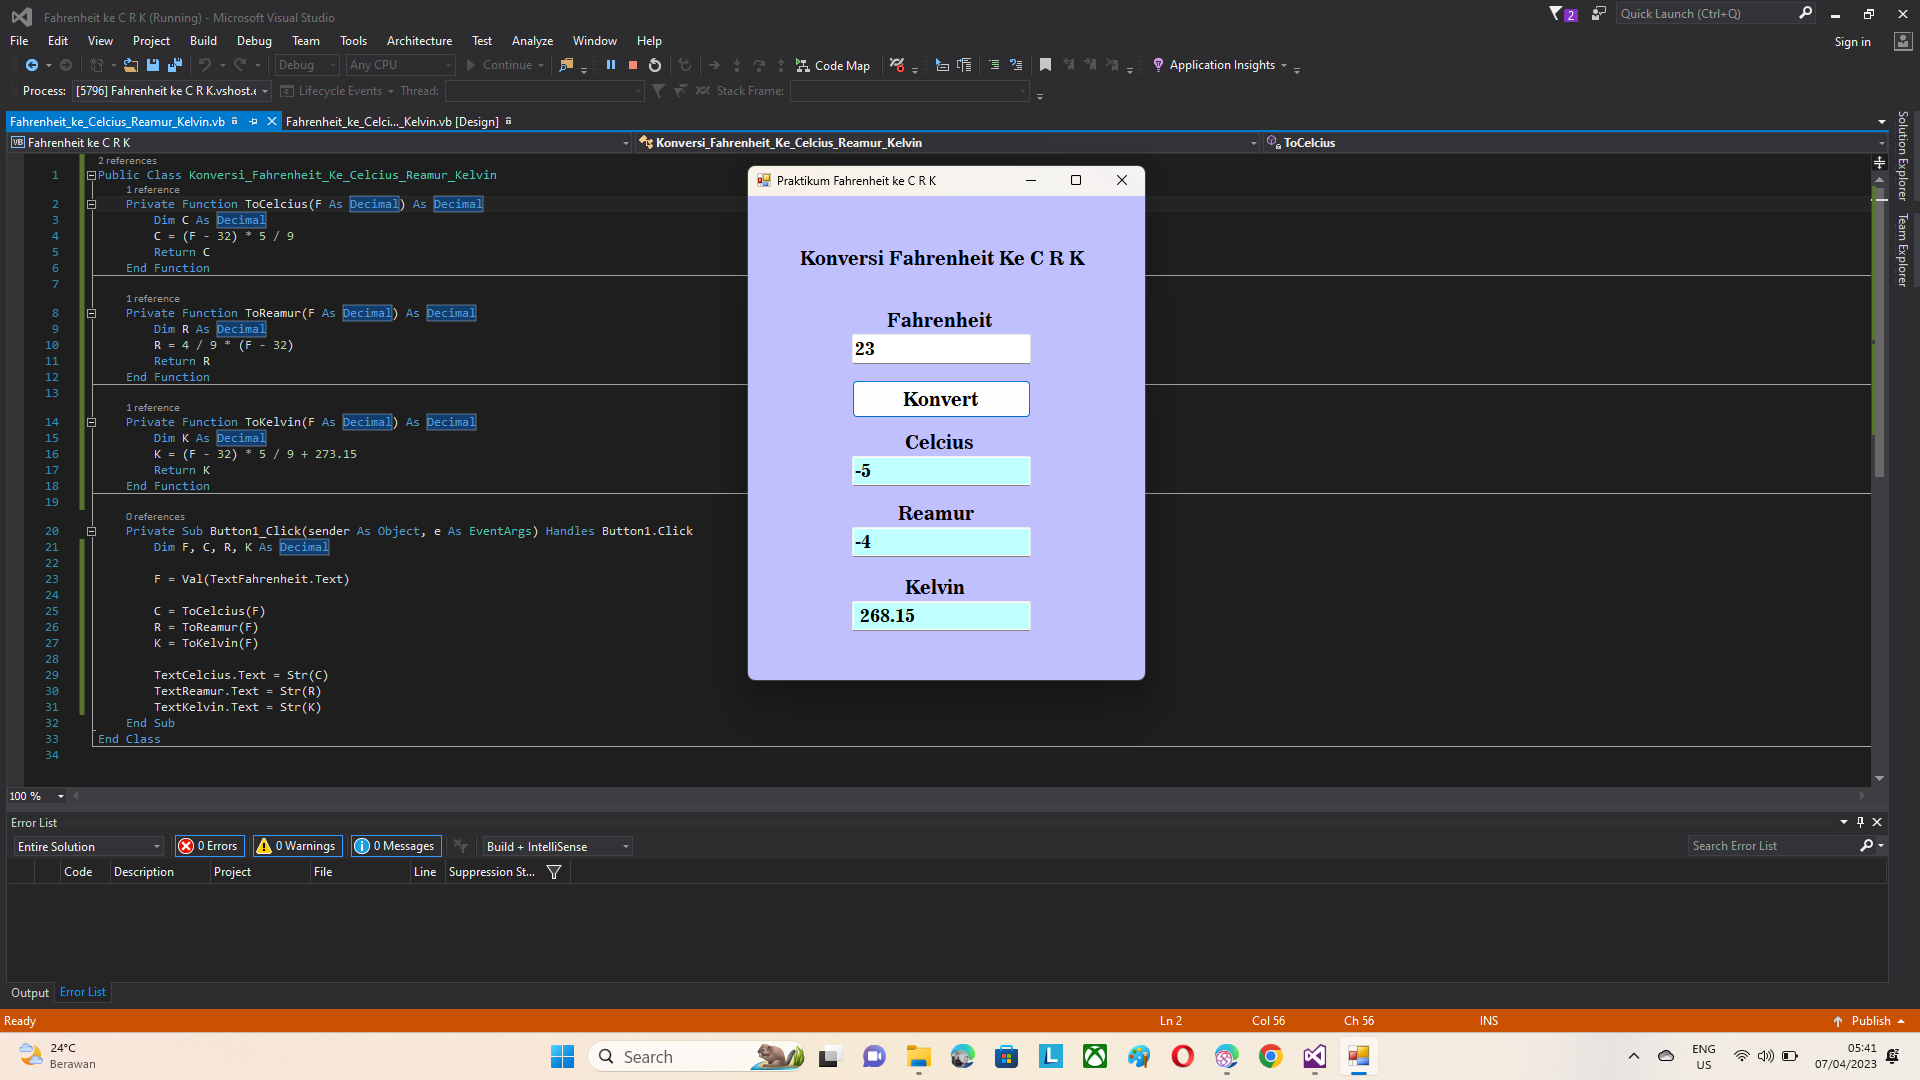 Fahrenheit ke C R K (Running) - Microsoft Visual Studio
2
Quick Launch (Ctrl+Q)
File Edit View Project Build Debug Team Tools Architecture Test Analyze Window Help
Sign in
Debug Any CPU Continue Code Map Application Insights
Process: [5796] Fahrenheit ke C R K.vshost.e Lifecycle Events Thread: Stack Frame:
Fahrenheit_ke_Celcius_Reamur_Kelvin.vb Fahrenheit_ke_Celci..._Kelvin.vb [Design]
VB Fahrenheit ke C R K Konversi_Fahrenheit_Ke_Celcius_Reamur_Kelvin ToCelcius
Solution Explorer
Team Explorer
2 references
1 Public Class Konversi_Fahrenheit_Ke_Celcius_Reamur_Kelvin
1 reference
2 Private Function ToCelcius(F As Decimal) As Decimal
3 Dim C As Decimal
4 C = (F - 32) * 5 / 9
5 Return C
6 End Function
7
1 reference
8 Private Function ToReamur(F As Decimal) As Decimal
9 Dim R As Decimal
10 R = 4 / 9 * (F - 32)
11 Return R
12 End Function
13
1 reference
14 Private Function ToKelvin(F As Decimal) As Decimal
15 Dim K As Decimal
16 K = (F - 32) * 5 / 9 + 273.15
17 Return K
18 End Function
19
0 references
20 Private Sub Button1_Click(sender As Object, e As EventArgs) Handles Button1.Click
21 Dim F, C, R, K As Decimal
22
23 F = Val(TextFahrenheit.Text)
24
25 C = ToCelcius(F)
26 R = ToReamur(F)
27 K = ToKelvin(F)
28
29 TextCelcius.Text = Str(C)
30 TextReamur.Text = Str(R)
31 TextKelvin.Text = Str(K)
32 End Sub
33 End Class
34
Praktikum Fahrenheit ke C R K
Konversi Fahrenheit Ke C R K
Fahrenheit
23
Konvert
Celcius
-5
Reamur
-4
Kelvin
268.15
100 %
Error List
Entire Solution 0 Errors 0 Warnings 0 Messages Build + IntelliSense Search Error List
Code Description Project File Line Suppression St...
Output Error List
Ready Ln 2 Col 56 Ch 56 INS Publish
24°C
Berawan
Search
L
ENG
US
05:41
07/04/2023